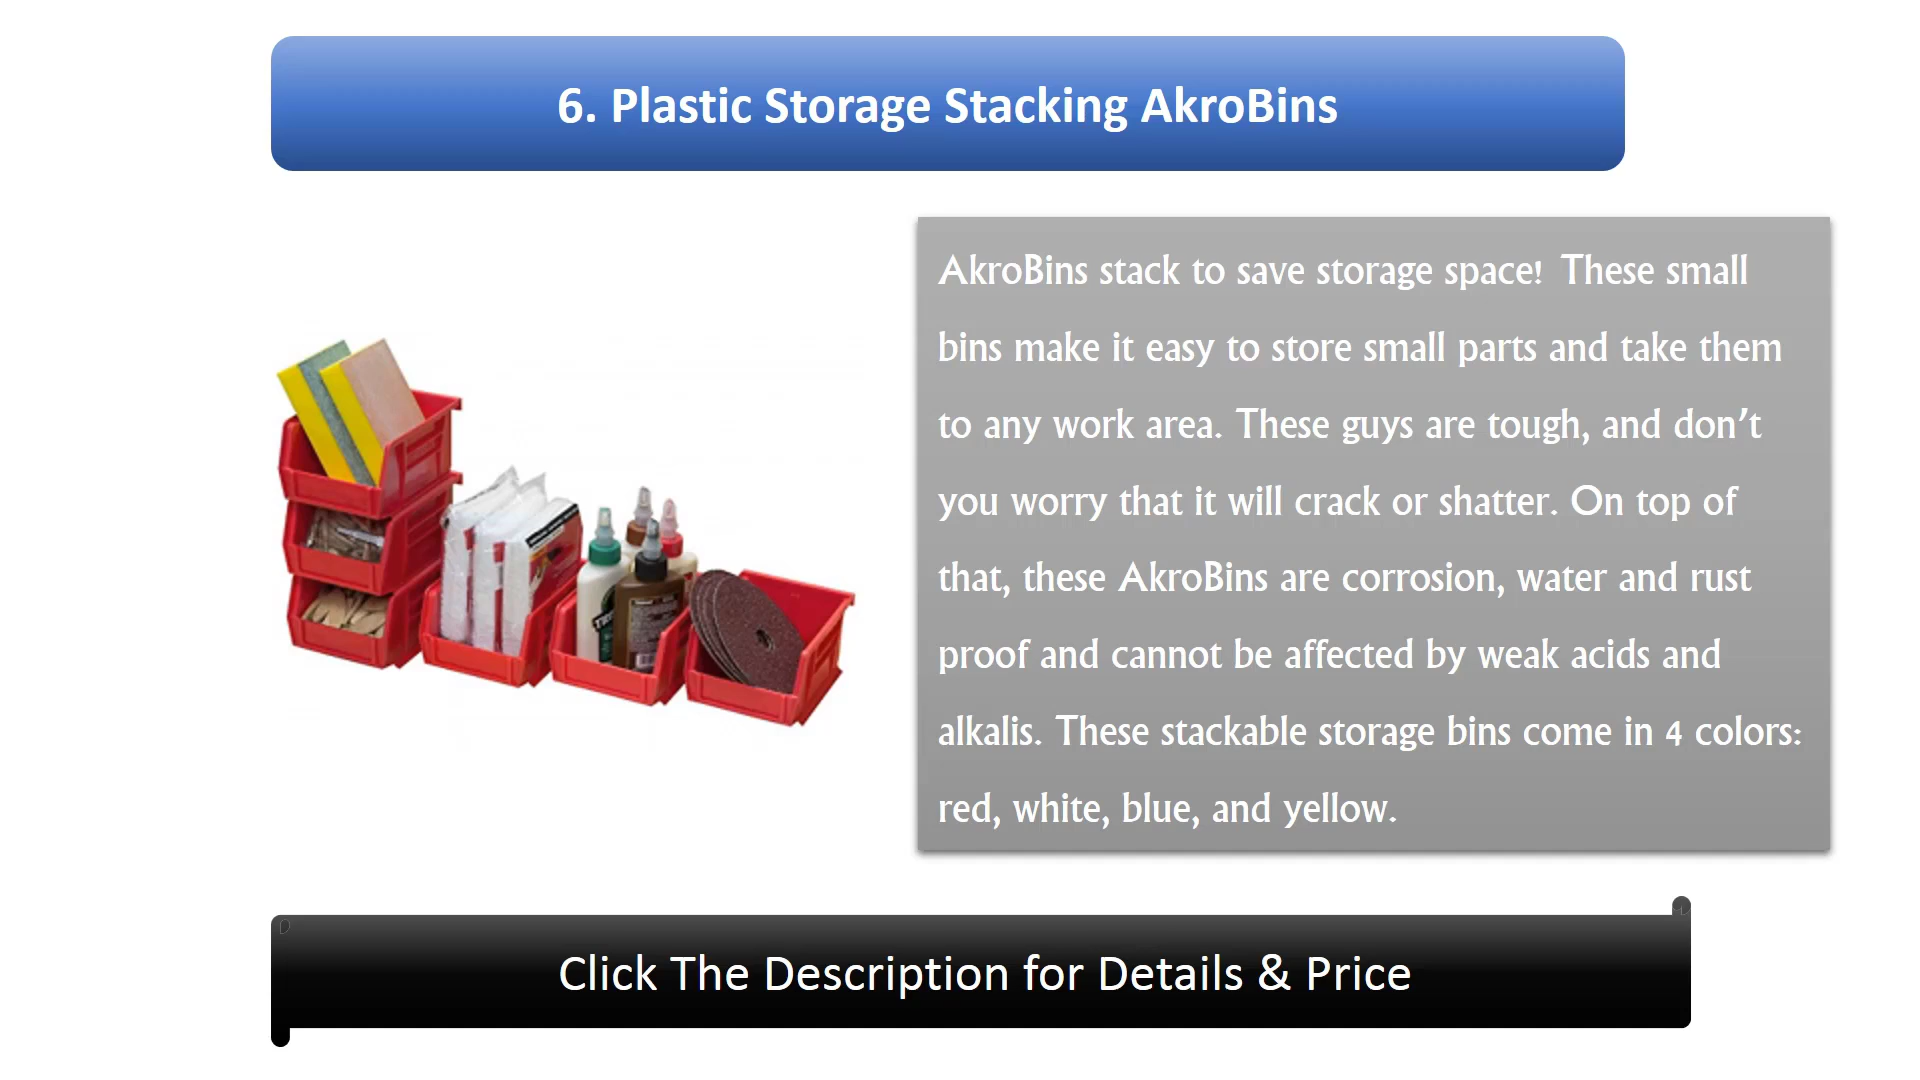 6. Plastic Storage Stacking AkroBins
AkroBins stack to save storage space! These small
bins make it easy to store small parts and take them
to any work area. These guys are tough, and don’t
you worry that it will crack or shatter. On top of
that, these AkroBins are corrosion, water and rust
proof and cannot be affected by weak acids and
alkalis. These stackable storage bins come in 4 colors:
red, white, blue, and yellow.
Click The Description for Details & Price